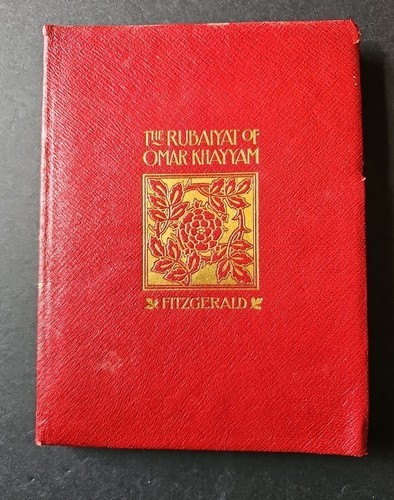 THE RUBAIYAT OF
OMAR KHAYYAM
FITZGERALD